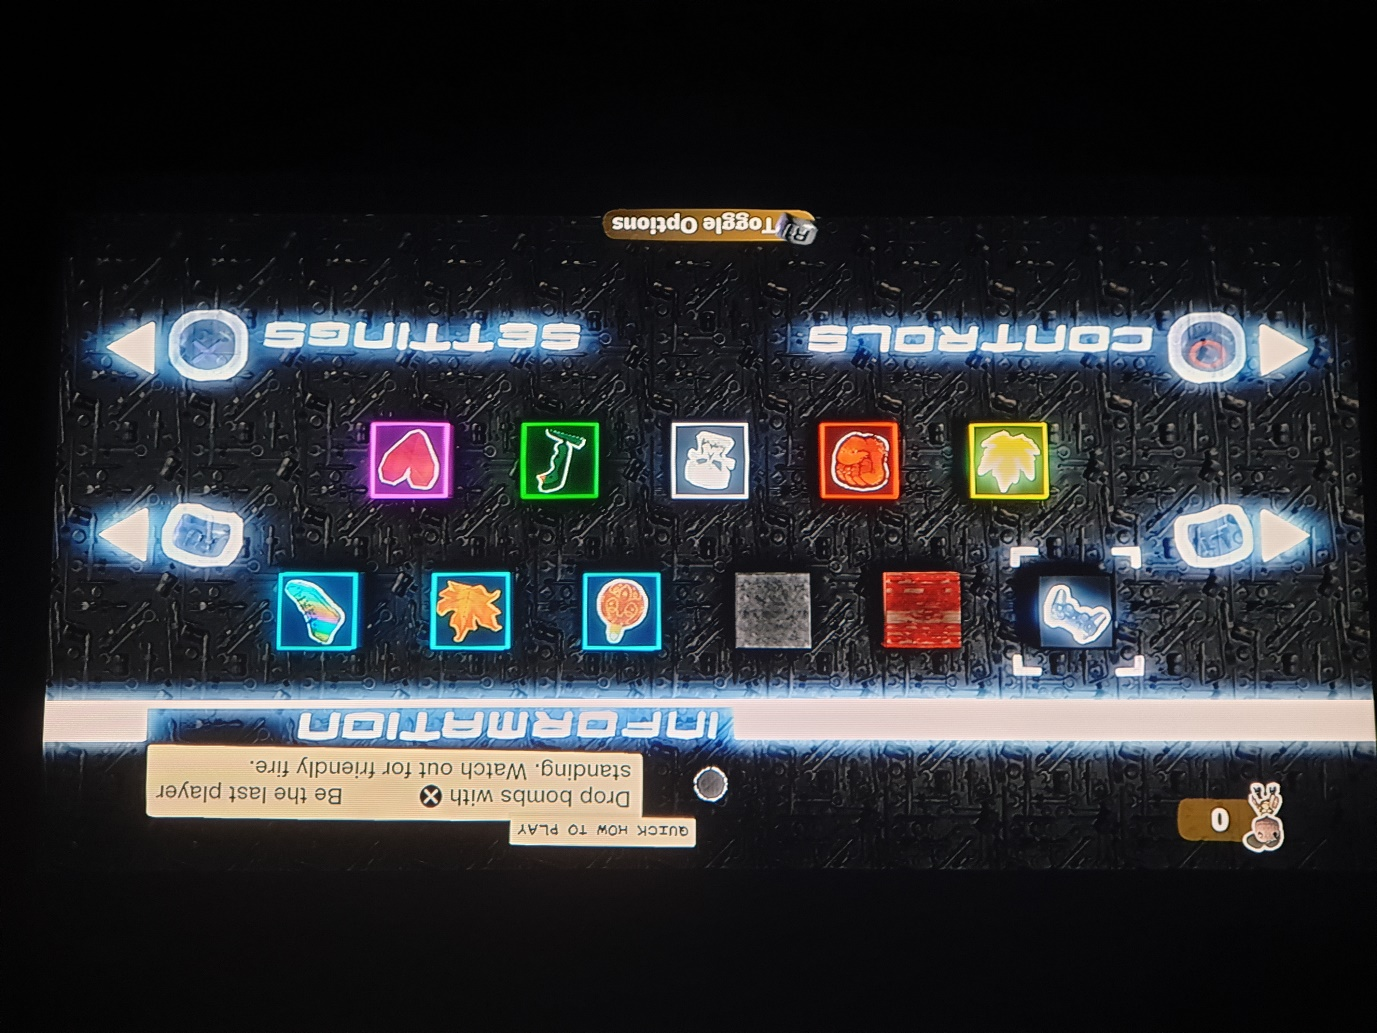 0
QUICK HOW TO PLAY
Drop bombs with X Be the last player
standing. Watch out for friendly fire.
INFORMATION
CONTROLS
SETTINGS
R1 Toggle Options